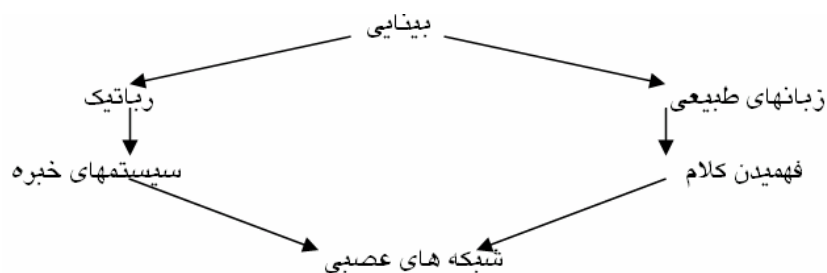 بینایی
زبانهای طبیعی
رباتیک
فهمیدن کلام
سیستمهای خبره
شبکه های عصبی